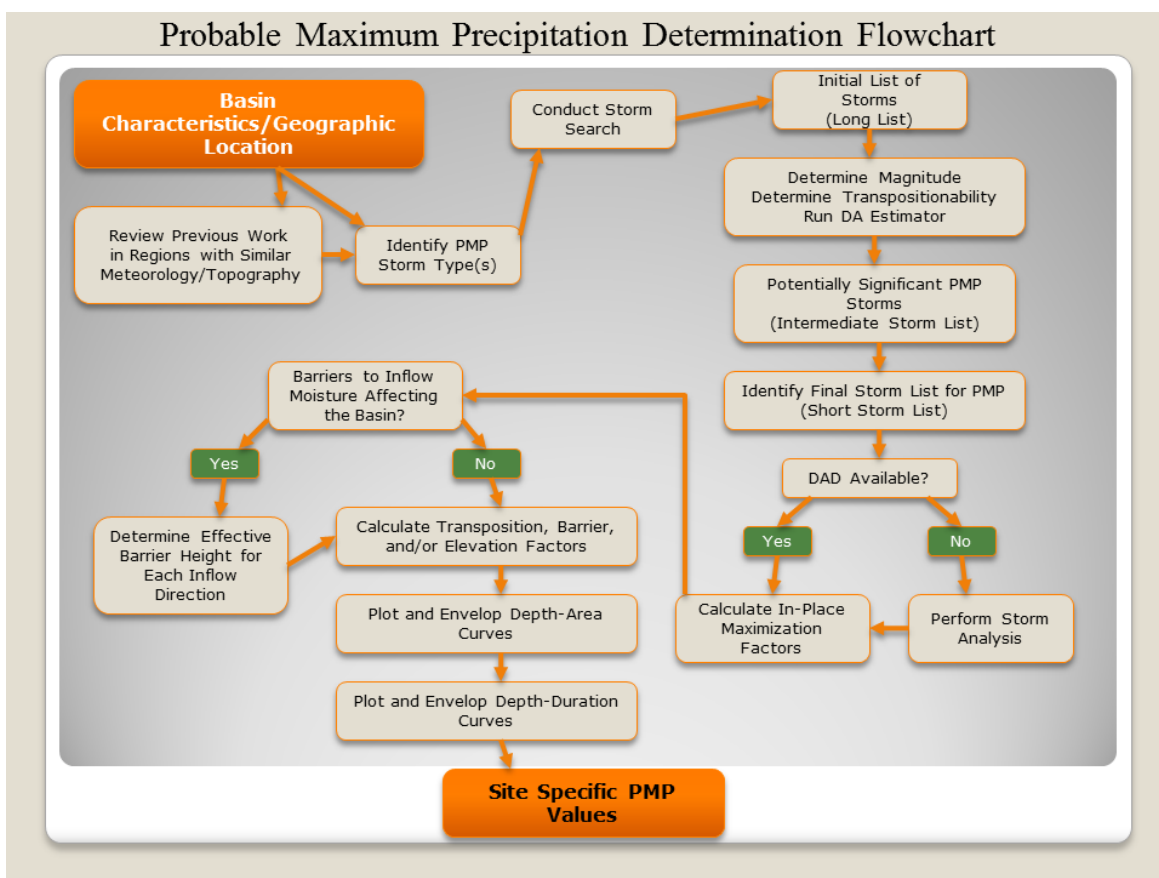 Probable Maximum Precipitation Determination Flowchart
Basin
Characteristics/Geographic
Location
Review Previous Work
in Regions with Similar
Meteorology/Topography
Identify PMP
Storm Type(s)
Conduct Storm
Search
Initial List of
Storms
(Long List)
Determine Magnitude
Determine Transpositionability
Run DA Estimator
Potentially Significant PMP
Storms
(Intermediate Storm List)
Identify Final Storm List for PMP
(Short Storm List)
DAD Available?
Yes
No
Perform Storm
Analysis
Calculate In-Place
Maximization
Factors
Barriers to Inflow
Moisture Affecting
the Basin?
Yes
No
Determine Effective
Barrier Height for
Each Inflow
Direction
Calculate Transposition, Barrier,
and/or Elevation Factors
Plot and Envelop Depth-Area
Curves
Plot and Envelop Depth-Duration
Curves
Site Specific PMP
Values